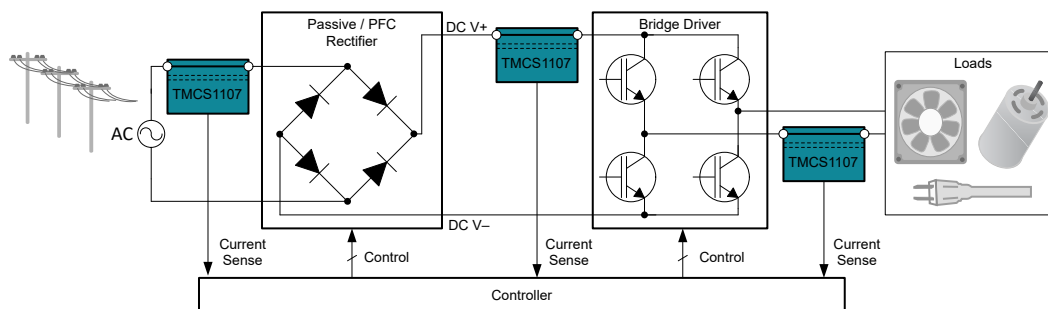 Passive / PFC
Rectifier
DC V+
Bridge Driver
Loads
TMCS1107
TMCS1107
TMCS1107
AC
DC V–
Current
Sense
Control
Current
Sense
Control
Current
Sense
Controller